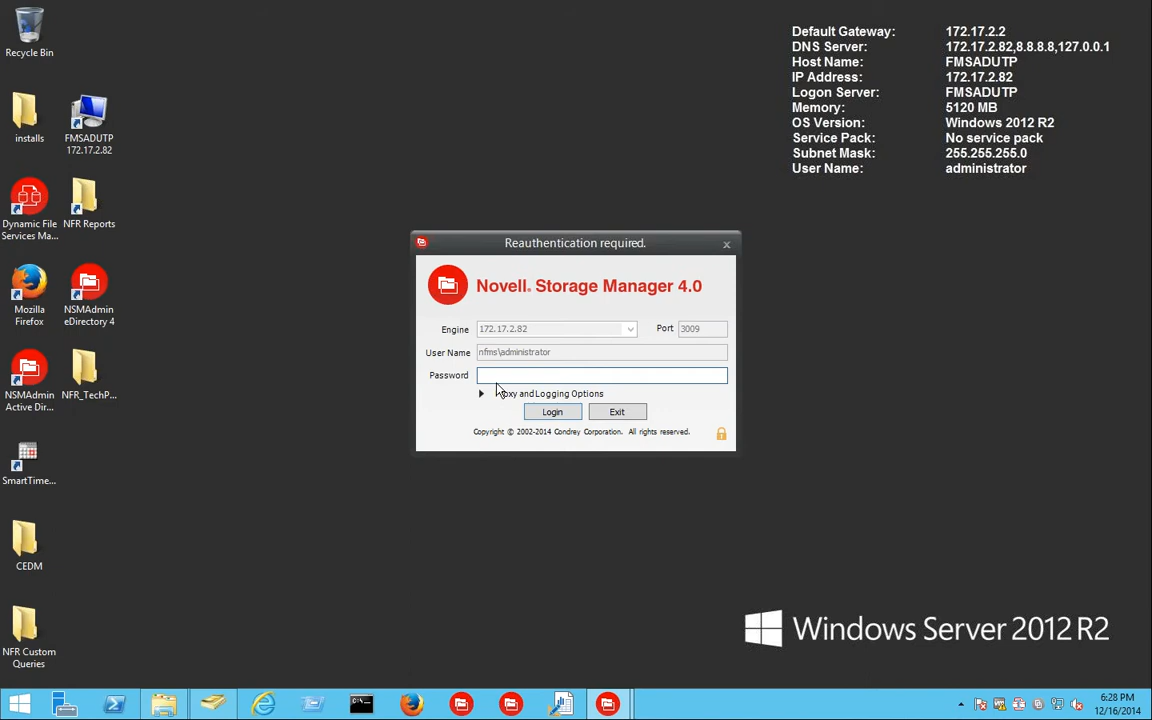 Recycle Bin
installs
FMSADUTP
172.17.2.82
Dynamic File
Services Ma...
NFR Reports
Mozilla
Firefox
NSMAdmin
eDirectory 4
NSMAdmin
Active Dir...
NFR_TechP...
SmartTime...
CEDM
NFR Custom
Queries
Default Gateway: 172.17.2.2
DNS Server: 172.17.2.82,8.8.8.8,127.0.0.1
Host Name: FMSADUTP
IP Address: 172.17.2.82
Logon Server: FMSADUTP
Memory: 5120 MB
OS Version: Windows 2012 R2
Service Pack: No service pack
Subnet Mask: 255.255.255.0
User Name: administrator
Reauthentication required.
x
Novell® Storage Manager 4.0
Engine 172.17.2.82 Port 3009
User Name nfms\administrator
Password
and Logging Options
Login Exit
Copyright © 2002-2014 Condrey Corporation. All rights reserved.
Windows Server 2012 R2
6:28 PM
12/16/2014